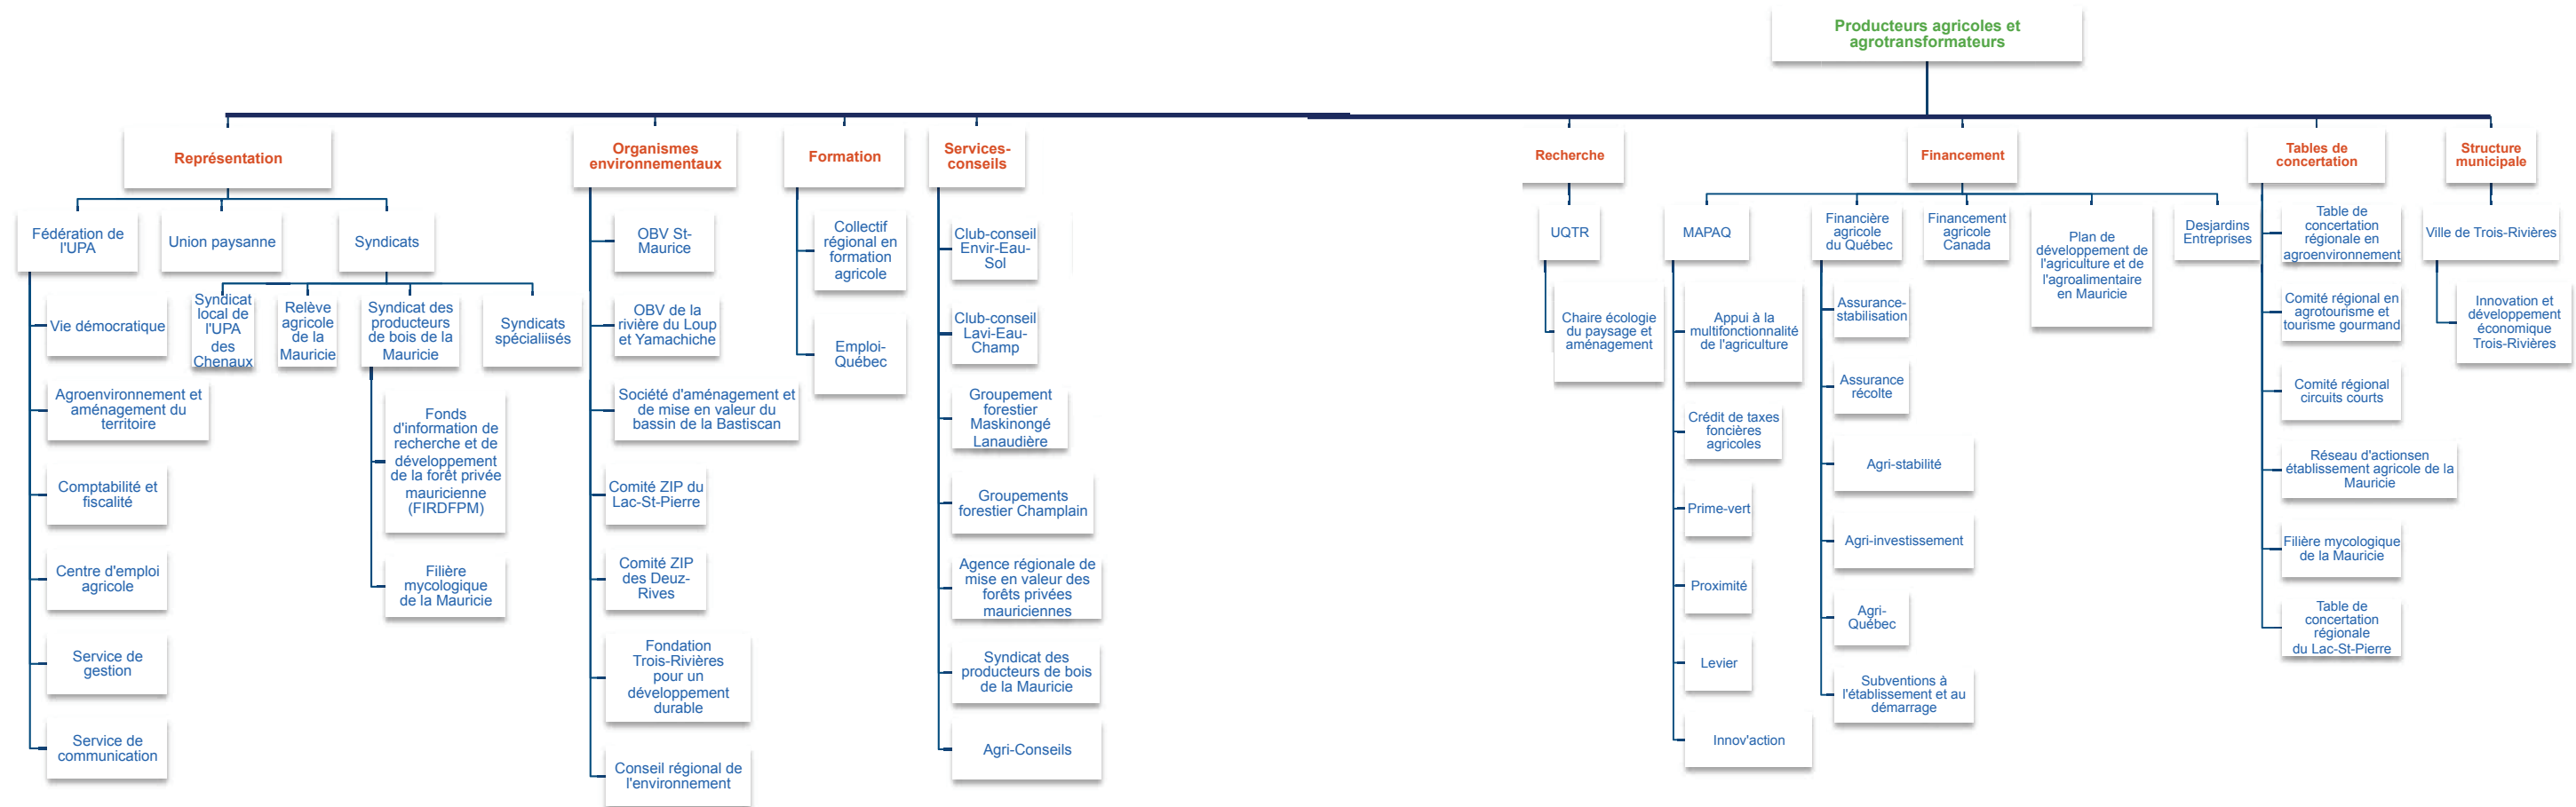 Producteurs agricoles et
agrotransformateurs
Représentation
Organismes
environnementaux
Formation
Services-
conseils
Recherche
Financement
Tables de
concertation
Structure
municipale
Fédération de
l'UPA
Union paysanne
Syndicats
Vie démocratique
Agroenvironnement et
aménagement du
territoire
Comptabilité et
fiscalité
Centre d'emploi
agricole
Service de
gestion
Service de
communication
Syndicat
local de
l'UPA
des
Chenaux
Relève
agricole
de la
Mauricie
Syndicat des
producteurs
de bois de la
Mauricie
Syndicats
spécialiisés
Fonds
d'information de
recherche et de
développement
de la forêt privée
mauricienne
(FIRDFPM)
Filière
mycologique
de la Mauricie
OBV St-
Maurice
OBV de la
rivière du Loup
et Yamachiche
Société d'aménagement et
de mise en valeur du
bassin de la Bastiscan
Comité ZIP du
Lac-St-Pierre
Comité ZIP
des Deuz-
Rives
Fondation
Trois-Rivières
pour un
développement
durable
Conseil régional de
l'environnement
Collectif
régional en
formation
agricole
Emploi-
Québec
Club-conseil
Envir-Eau-
Sol
Club-conseil
Lavi-Eau-
Champ
Groupement
forestier
Maskinongé
Lanaudière
Groupements
forestier Champlain
Agence régionale de
mise en valeur des
forêts privées
mauriciennes
Syndicat des
producteurs de bois
de la Mauricie
Agri-Conseils
UQTR
Chaire écologie
du paysage et
aménagement
MAPAQ
Appui à la
multifonctionnalité
de l'agriculture
Crédit de taxes
foncières
agricoles
Prime-vert
Proximité
Levier
Innov'action
Financière
agricole
du Québec
Assurance-
stabilisation
Assurance
récolte
Agri-stabilité
Agri-investissement
Agri-
Québec
Subventions à
l'établissement et au
démarrage
Financement
agricole
Canada
Plan de
développement de
l'agriculture et de
l'agroalimentaire
en Mauricie
Desjardins
Entreprises
Table de
concertation
régionale en
agroenvironnement
Comité régional en
agrotourisme et
tourisme gourmand
Comité régional
circuits courts
Réseau d'actionsen
établissement agricole de la
Mauricie
Filière mycologique
de la Mauricie
Table de
concertation
régionale
du Lac-St-Pierre
Ville de Trois-Rivières
Innovation et
développement
économique
Trois-Rivières